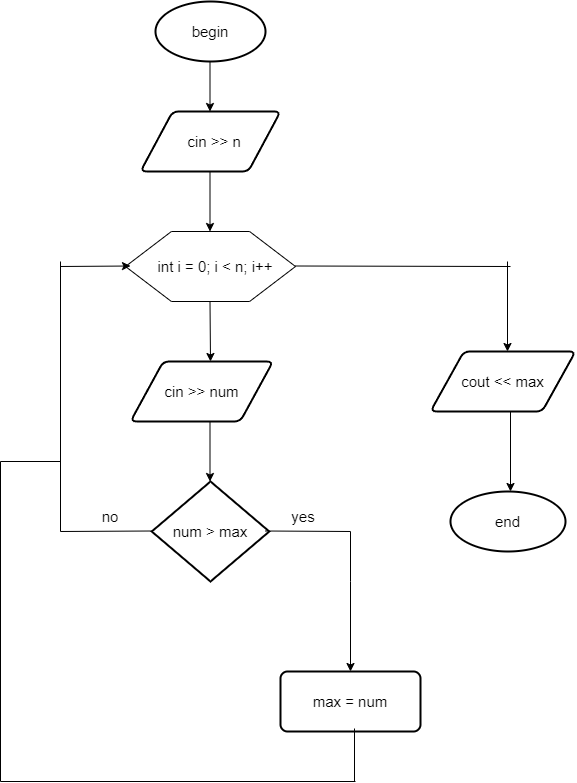 begin
cin >> n
int i = 0; i < n; i++
cin >> num
cout << max
no
yes
num > max
end
max = num